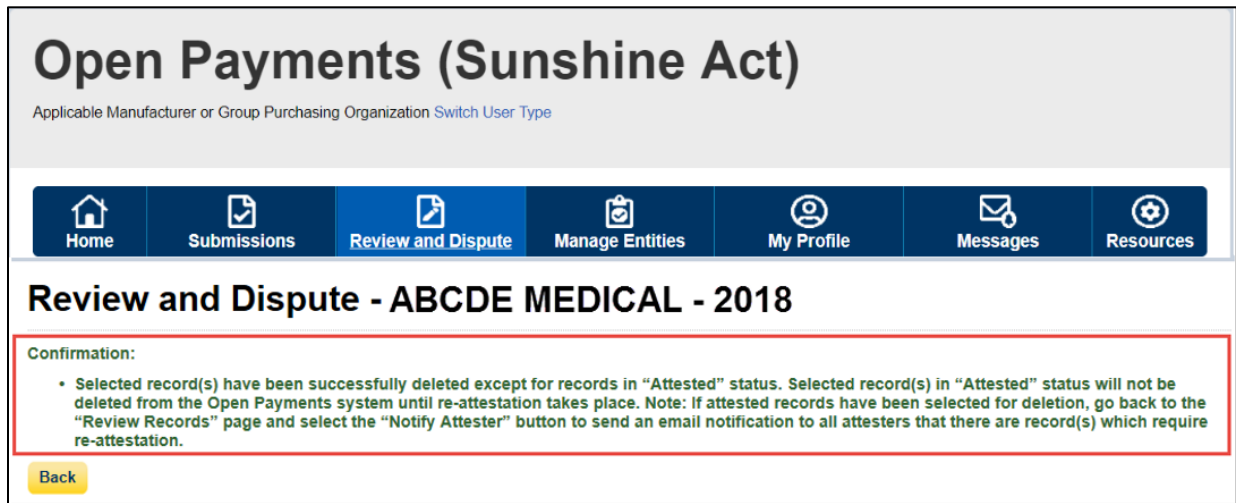 Open Payments (Sunshine Act)
Applicable Manufacturer or Group Purchasing Organization Switch User Type
Home
Submissions
Review and Dispute
Manage Entities
My Profile
Messages
Resources
Review and Dispute - ABCDE MEDICAL - 2018
Confirmation:
• Selected record(s) have been successfully deleted except for records in “Attested” status. Selected record(s) in “Attested” status will not be
deleted from the Open Payments system until re-attestation takes place. Note: If attested records have been selected for deletion, go back to the
“Review Records” page and select the “Notify Attester” button to send an email notification to all attesters that there are record(s) which require
re-attestation.
Back